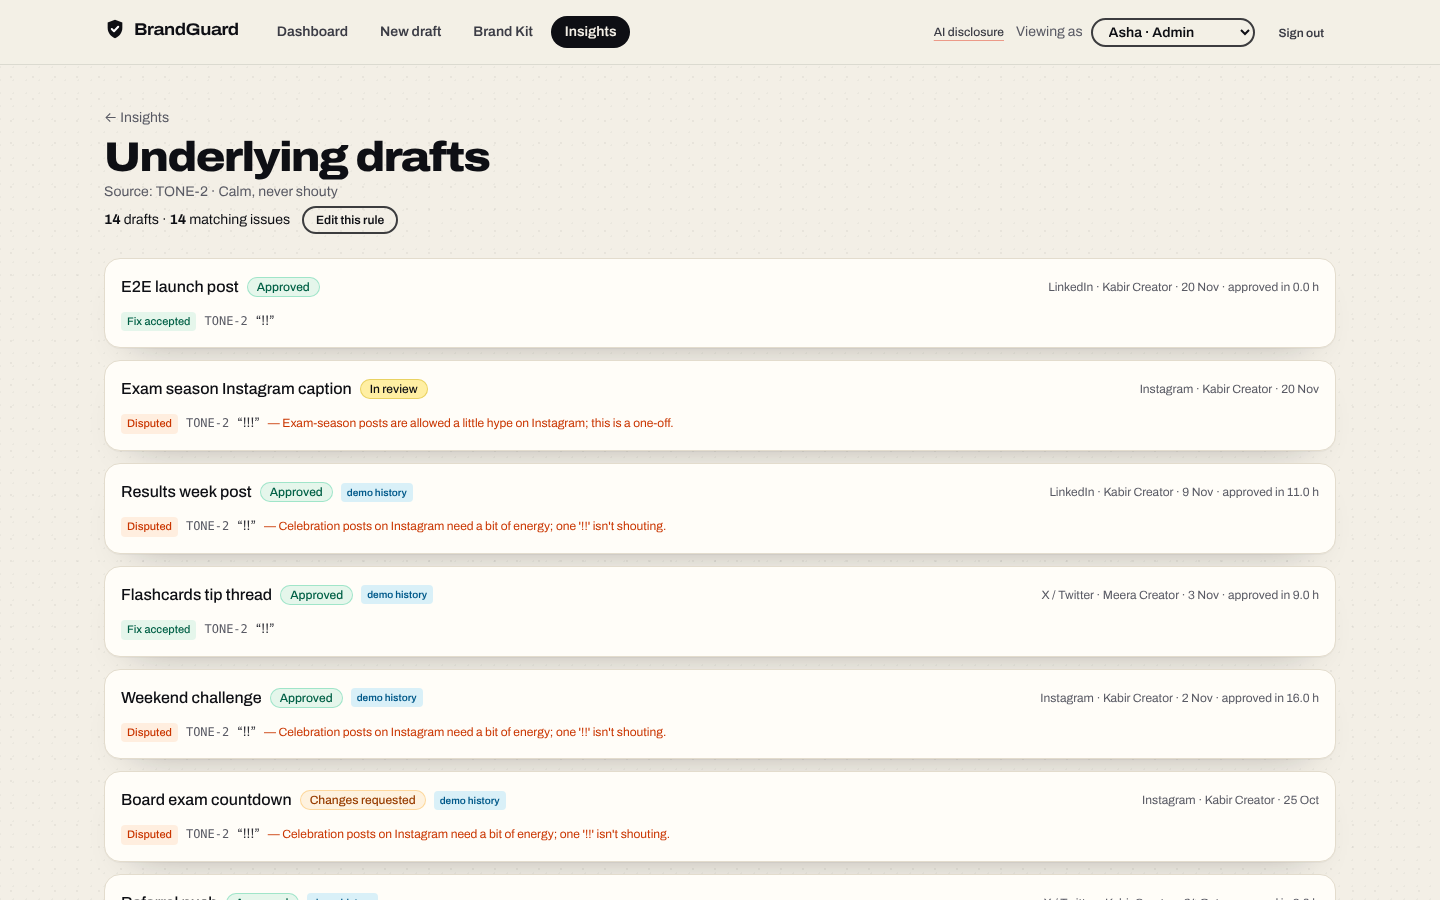 BrandGuard Dashboard New draft Brand Kit Insights AI disclosure Viewing as Asha · Admin Sign out
← Insights
Underlying drafts
Source: TONE-2 · Calm, never shouty
14 drafts · 14 matching issues Edit this rule
E2E launch post Approved LinkedIn · Kabir Creator · 20 Nov · approved in 0.0 h
Fix accepted TONE-2 “!!”
Exam season Instagram caption In review Instagram · Kabir Creator · 20 Nov
Disputed TONE-2 “!!!” — Exam-season posts are allowed a little hype on Instagram; this is a one-off.
Results week post Approved demo history LinkedIn · Kabir Creator · 9 Nov · approved in 11.0 h
Disputed TONE-2 “!!” — Celebration posts on Instagram need a bit of energy; one '!!' isn't shouting.
Flashcards tip thread Approved demo history X / Twitter · Meera Creator · 3 Nov · approved in 9.0 h
Fix accepted TONE-2 “!!”
Weekend challenge Approved demo history Instagram · Kabir Creator · 2 Nov · approved in 16.0 h
Disputed TONE-2 “!!” — Celebration posts on Instagram need a bit of energy; one '!!' isn't shouting.
Board exam countdown Changes requested demo history Instagram · Kabir Creator · 25 Oct
Disputed TONE-2 “!!!” — Celebration posts on Instagram need a bit of energy; one '!!' isn't shouting.